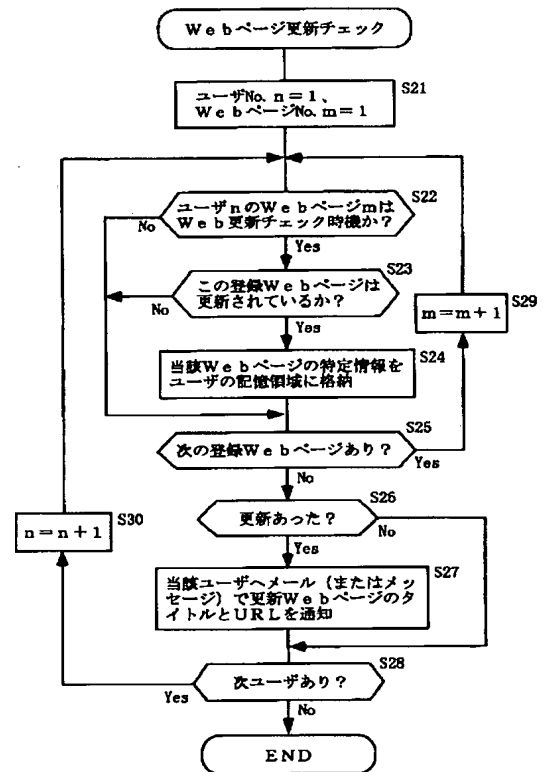 Ｗｅｂページ更新チェック
S21
ユーザNo. n＝1 、
ＷｅｂページNo. m＝1
S22
ユーザnのＷｅｂページmは
Ｗｅｂ更新チェック時機か？
No
Yes
S23
この登録Ｗｅｂページは
更新されているか？
No
Yes
S29
m＝m＋1
S24
当該Ｗｅｂページの特定情報を
ユーザの記憶領域に格納
S25
次の登録Ｗｅｂページあり？
Yes
No
S30
n＝n＋1
S26
更新あった？
No
Yes
S27
当該ユーザへメール（またはメッ
セージ）で更新Ｗｅｂページのタ
イトルとＵＲＬを通知
S28
次ユーザあり？
Yes
No
ＥＮＤ